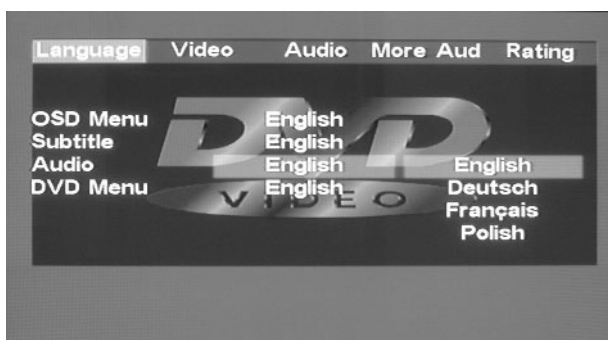 Language Video Audio More Aud Rating
OSD Menu English
Subtitle English
Audio English English
DVD Menu English Deutsch
Français
Polish
DVD
VIDEO